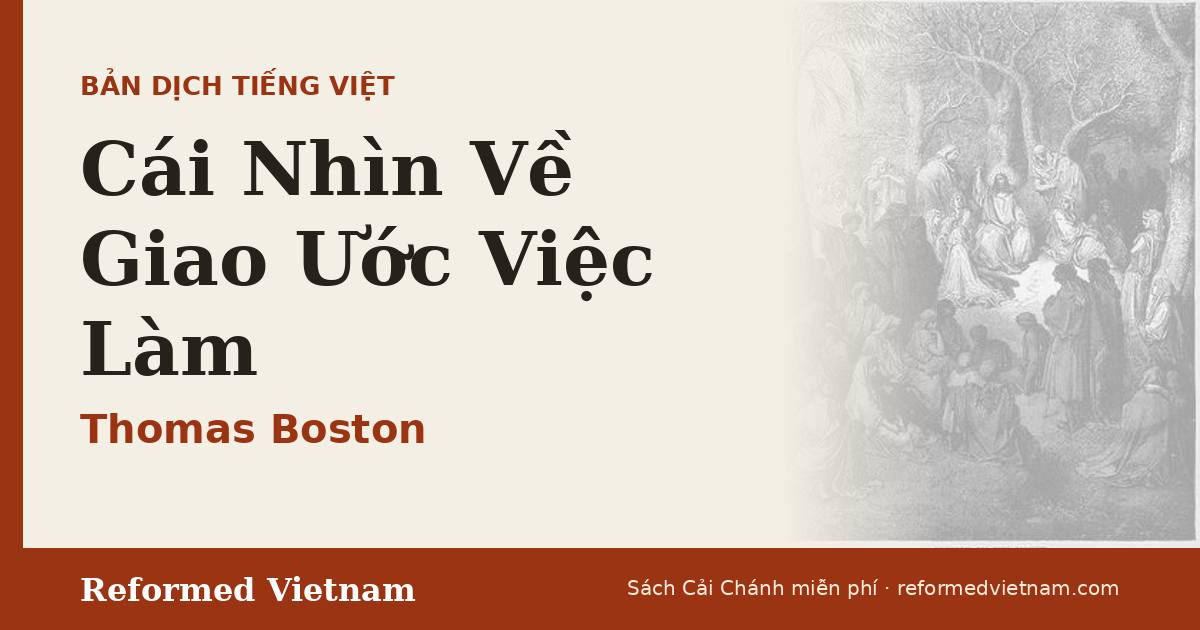 BẢN DỊCH TIẾNG VIỆT
Cái Nhìn Về
Giao Ước Việc
Làm
Thomas Boston
Reformed Vietnam
Sách Cải Chánh miễn phí · reformedvietnam.com